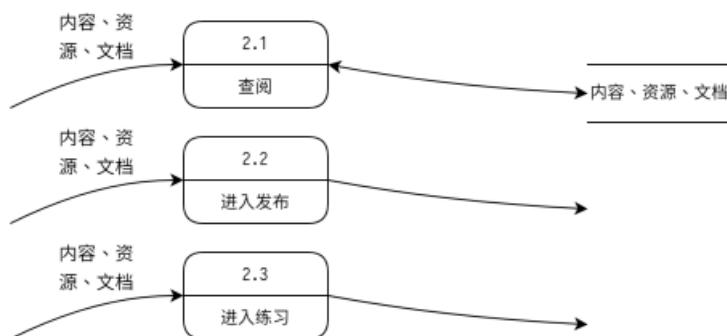 内容、资
源、文档
2.1
查阅
内容、资源、文档
内容、资
源、文档
2.2
进入发布
内容、资
源、文档
2.3
进入练习